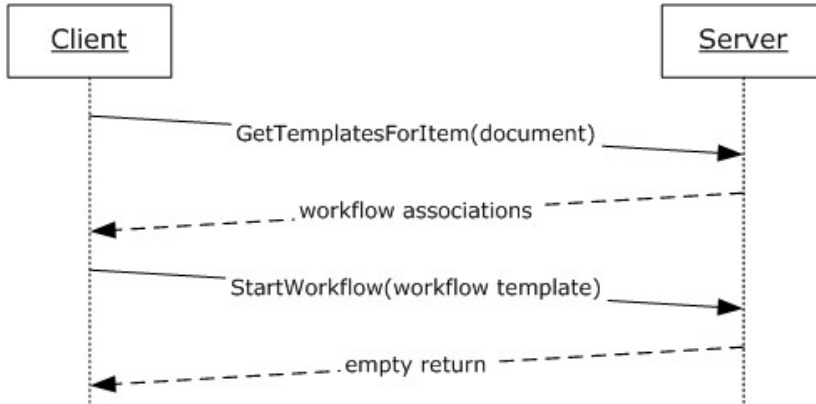 Client
Server
GetTemplatesForItem(document)
workflow associations
StartWorkflow(workflow template)
empty return